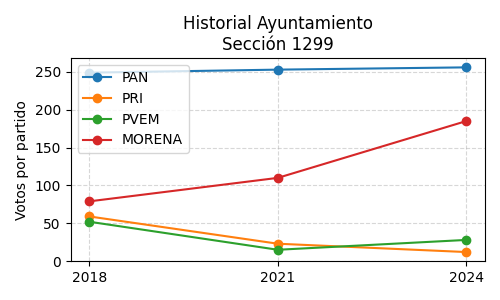 Historial Ayuntamiento
Sección 1299
Votos por partido
250
200
150
100
50
0
PAN
PRI
PVEM
MORENA
2018
2021
2024